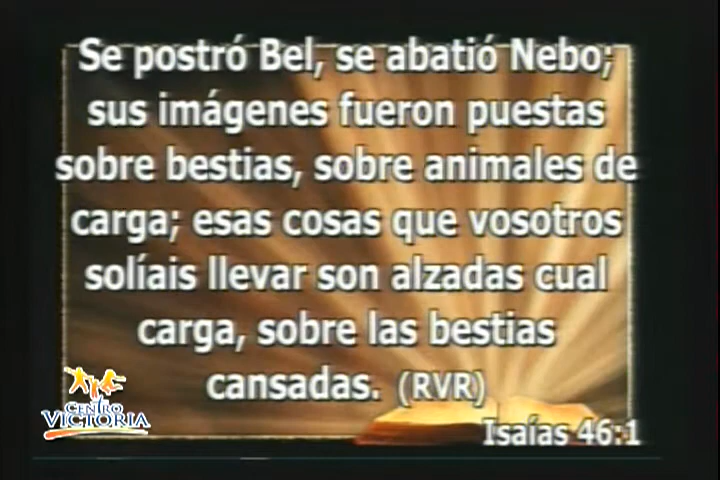 Se postró Bel, se abatió Nebo;
sus imágenes fueron puestas
sobre bestias, sobre animales de
carga; esas cosas que vosotros
solíais llevar son alzadas cual
carga, sobre las bestias
cansadas. (RVR)
Isaías 46:1
CENTRO
VICTORIA